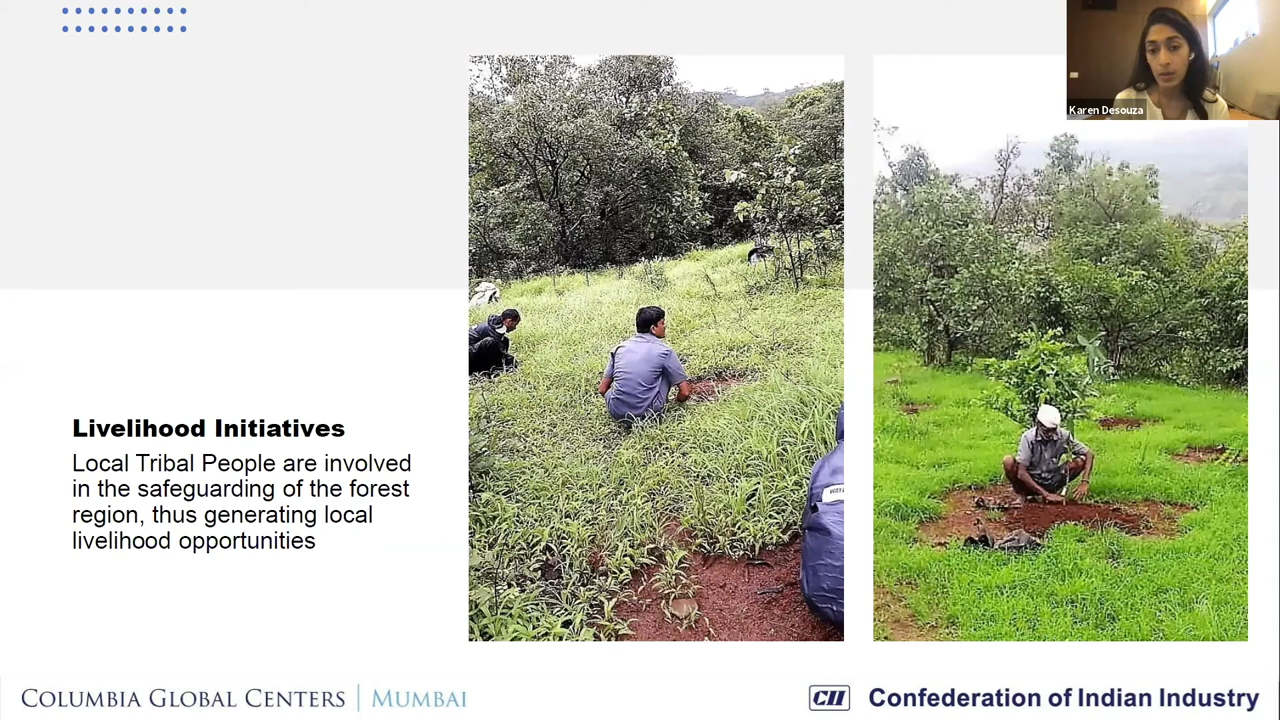 Karen Desouza
Livelihood Initiatives
Local Tribal People are involved
in the safeguarding of the forest
region, thus generating local
livelihood opportunities
COLUMBIA GLOBAL CENTERS | MUMBAI
CII Confederation of Indian Industry